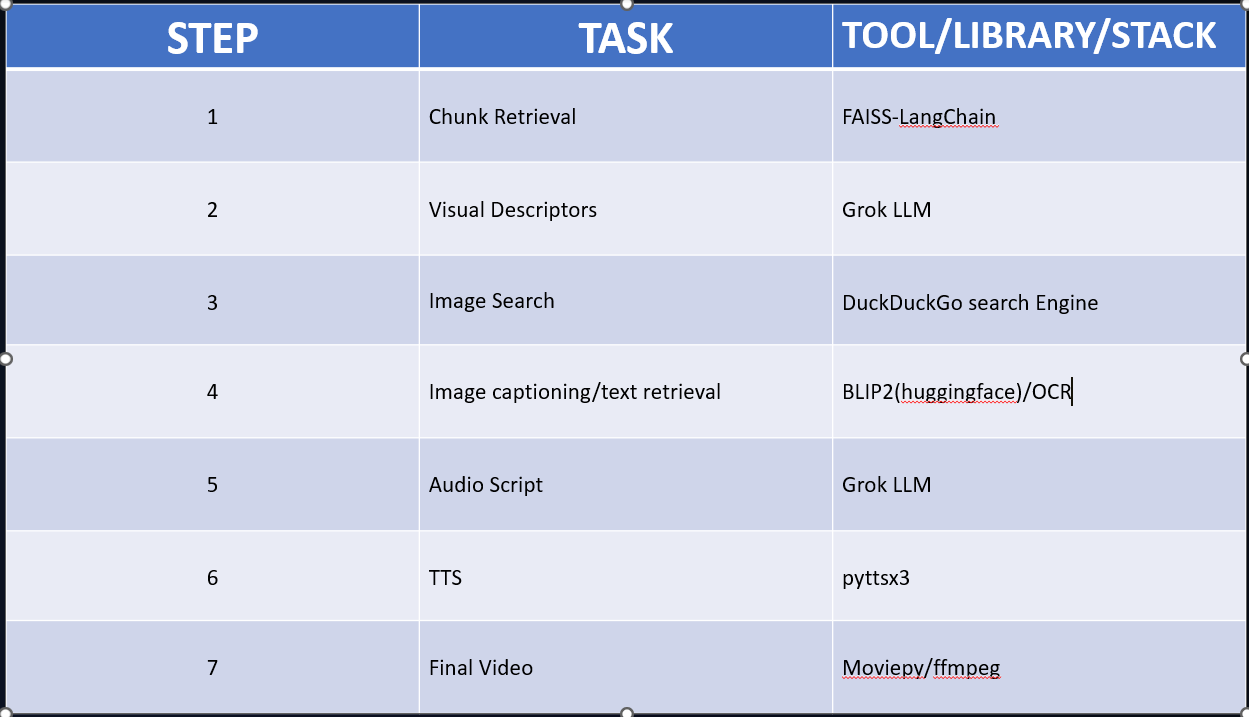 STEP TASK TOOL/LIBRARY/STACK
1 Chunk Retrieval FAISS-LangChain
2 Visual Descriptors Grok LLM
3 Image Search DuckDuckGo search Engine
4 Image captioning/text retrieval BLIP2(huggingface)/OCR
5 Audio Script Grok LLM
6 TTS pyttsx3
7 Final Video Moviepy/ffmpeg